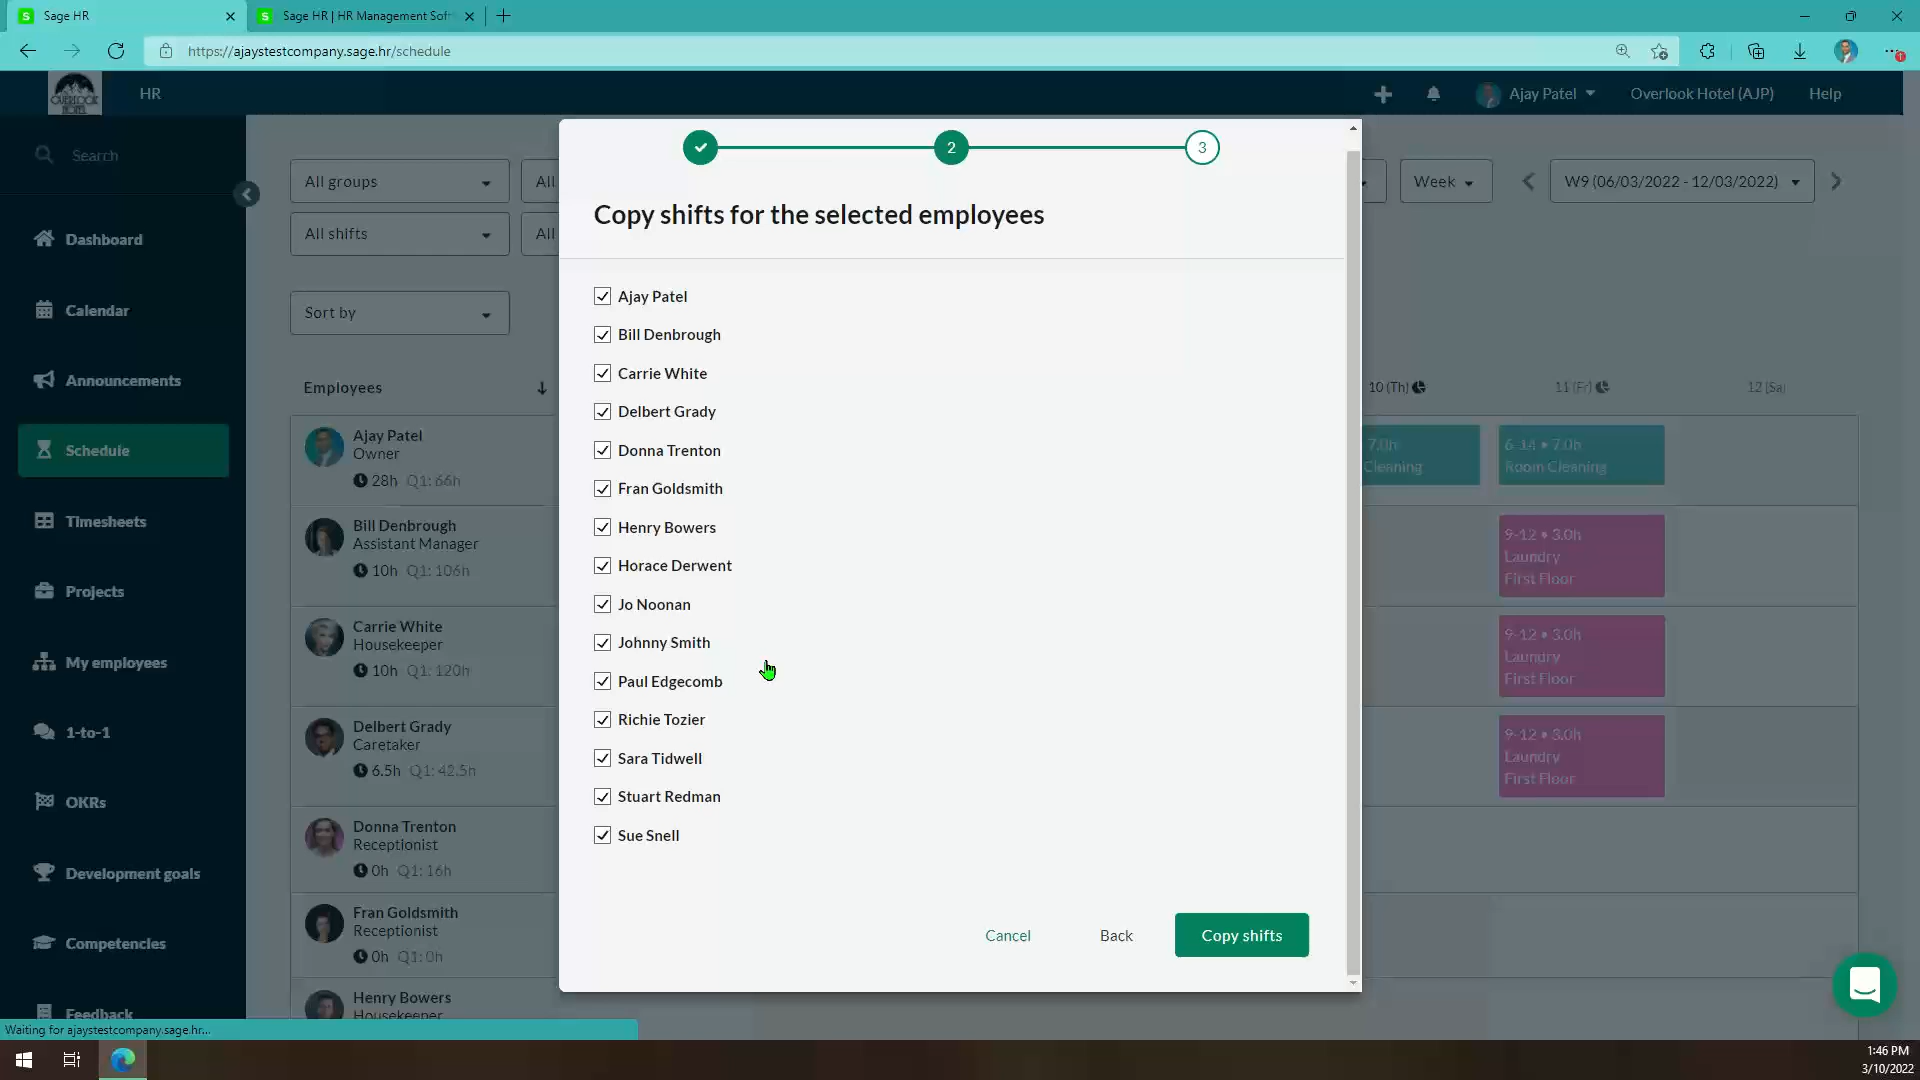 Sage HR
Sage HR | HR Management Soft
https://ajaystestcompany.sage.hr/schedule
OVERLOOK
HOTEL
HR
Ajay Patel
Overlook Hotel (AJP)
Help
Search
Dashboard
Calendar
Announcements
Schedule
Timesheets
Projects
My employees
1-to-1
OKRs
Development goals
Competencies
Feedback
All groups
All
Week
W9 (06/03/2022 - 12/03/2022)
All shifts
All
Sort by
Employees
10 (Th)
11 (Fr)
12 (Sa)
Ajay Patel
Owner
28h Q1: 66h
7.0h
Cleaning
6-14 • 7.0h
Room Cleaning
Bill Denbrough
Assistant Manager
10h Q1: 106h
9-12 • 3.0h
Laundry
First Floor
Carrie White
Housekeeper
10h Q1: 120h
9-12 • 3.0h
Laundry
First Floor
Delbert Grady
Caretaker
6.5h Q1: 42.5h
9-12 • 3.0h
Laundry
First Floor
Donna Trenton
Receptionist
0h Q1: 16h
Fran Goldsmith
Receptionist
0h Q1: 0h
Henry Bowers
Housekeeper
2
3
Copy shifts for the selected employees
Ajay Patel
Bill Denbrough
Carrie White
Delbert Grady
Donna Trenton
Fran Goldsmith
Henry Bowers
Horace Derwent
Jo Noonan
Johnny Smith
Paul Edgecomb
Richie Tozier
Sara Tidwell
Stuart Redman
Sue Snell
Cancel
Back
Copy shifts
Waiting for ajaystestcompany.sage.hr...
1:46 PM
3/10/2022